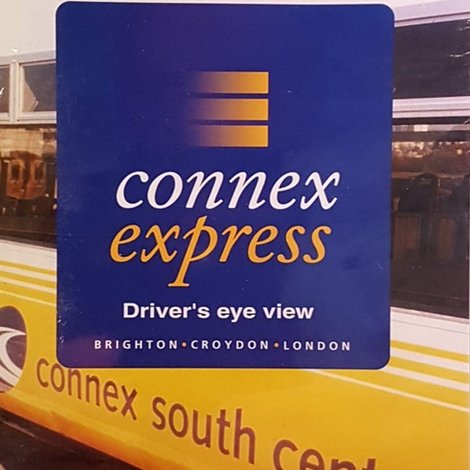 connex
express
Driver's eye view
BRIGHTON • CROYDON • LONDON
connex south cent